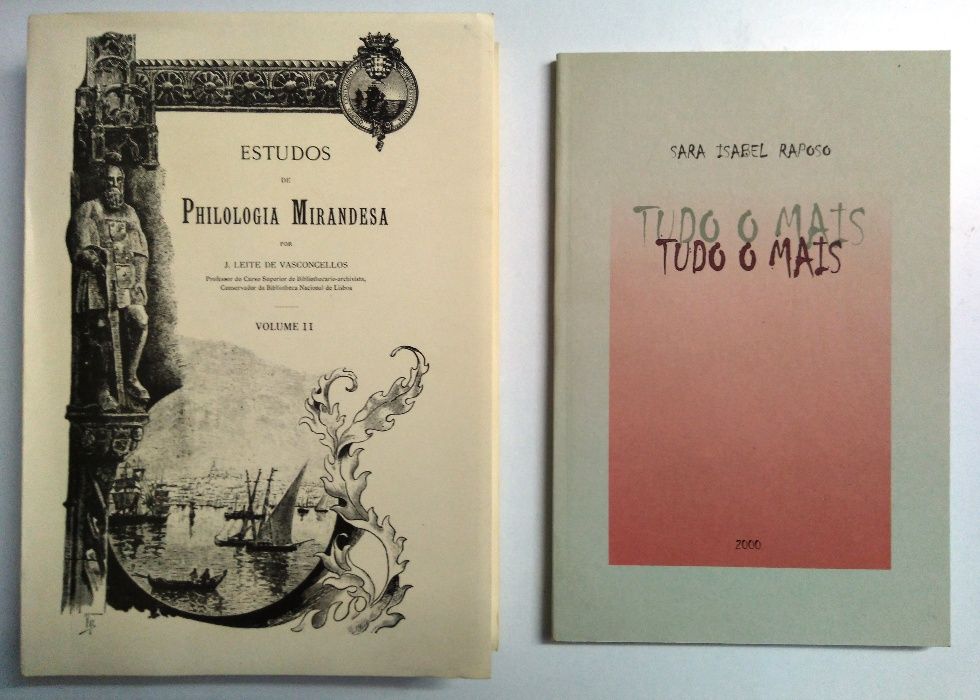 ESTUDOS
DE
PHILOLOGIA MIRANDESA
POR
J. LEITE DE VASCONCELLOS
Professor do Curso Superior de Bibliothecario-archivista,
Conservador da Bibliotheca Nacional de Lisboa
VOLUME II
SARA ISABEL RAPOSO
TUDO O MAIS
TUDO O MAIS
2000